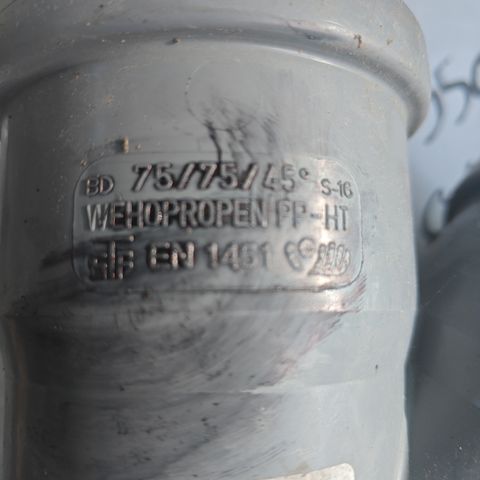 BD 75/75/45° S-16
WEHOPROPEN PP-HT
EN 1451